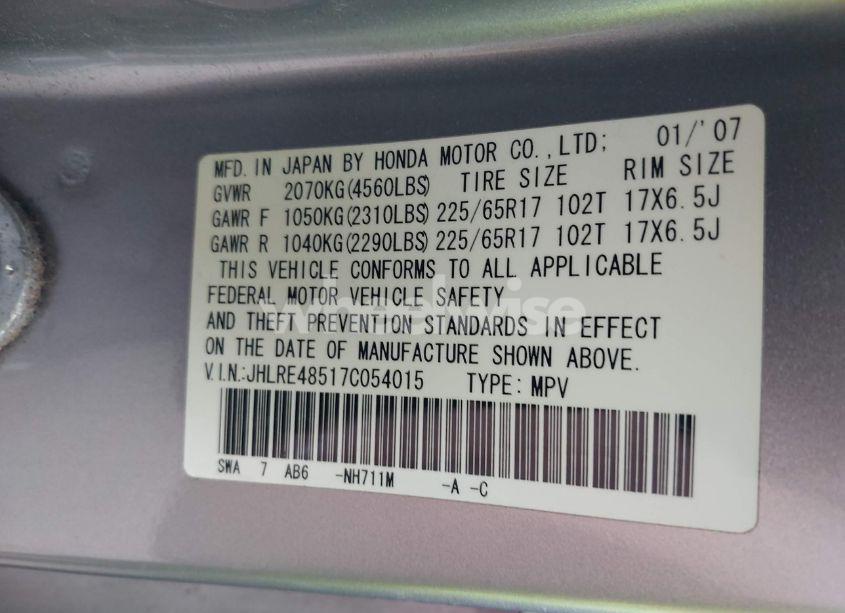 MFD. IN JAPAN BY HONDA MOTOR CO.,LTD; 01/'07
GVWR 2070KG(4560LBS) TIRE SIZE RIM SIZE
GAWR F 1050KG(2310LBS) 225/65R17 102T 17X6.5J
GAWR R 1040KG(2290LBS) 225/65R17 102T 17X6.5J
THIS VEHICLE CONFORMS TO ALL APPLICABLE
FEDERAL MOTOR VEHICLE SAFETY
wheelwise
AND THEFT PREVENTION STANDARDS IN EFFECT
ON THE DATE OF MANUFACTURE SHOWN ABOVE.
V.I.N.:JHLRE48517C054015 TYPE: MPV
SWA 7 AB6 -NH711M -A -C